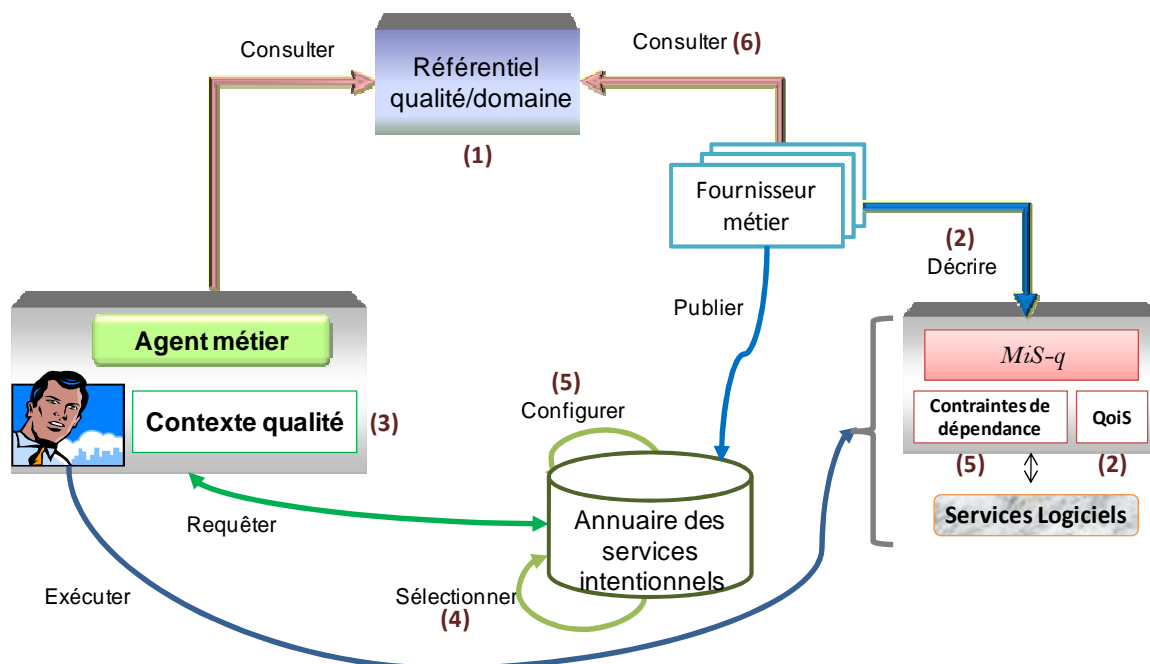 Consulter
Référentiel
qualité/domaine
(1)
Consulter (6)
Fournisseur
métier
(2)
Décrire
Publier
Agent métier
Contexte qualité
(3)
MiS-q
Contraintes de
dépendance
QoiS
(5)
(2)
Services Logiciels
(5)
Configurer
Annuaire des
services
intentionnels
Requêter
Sélectionner
(4)
Exécuter